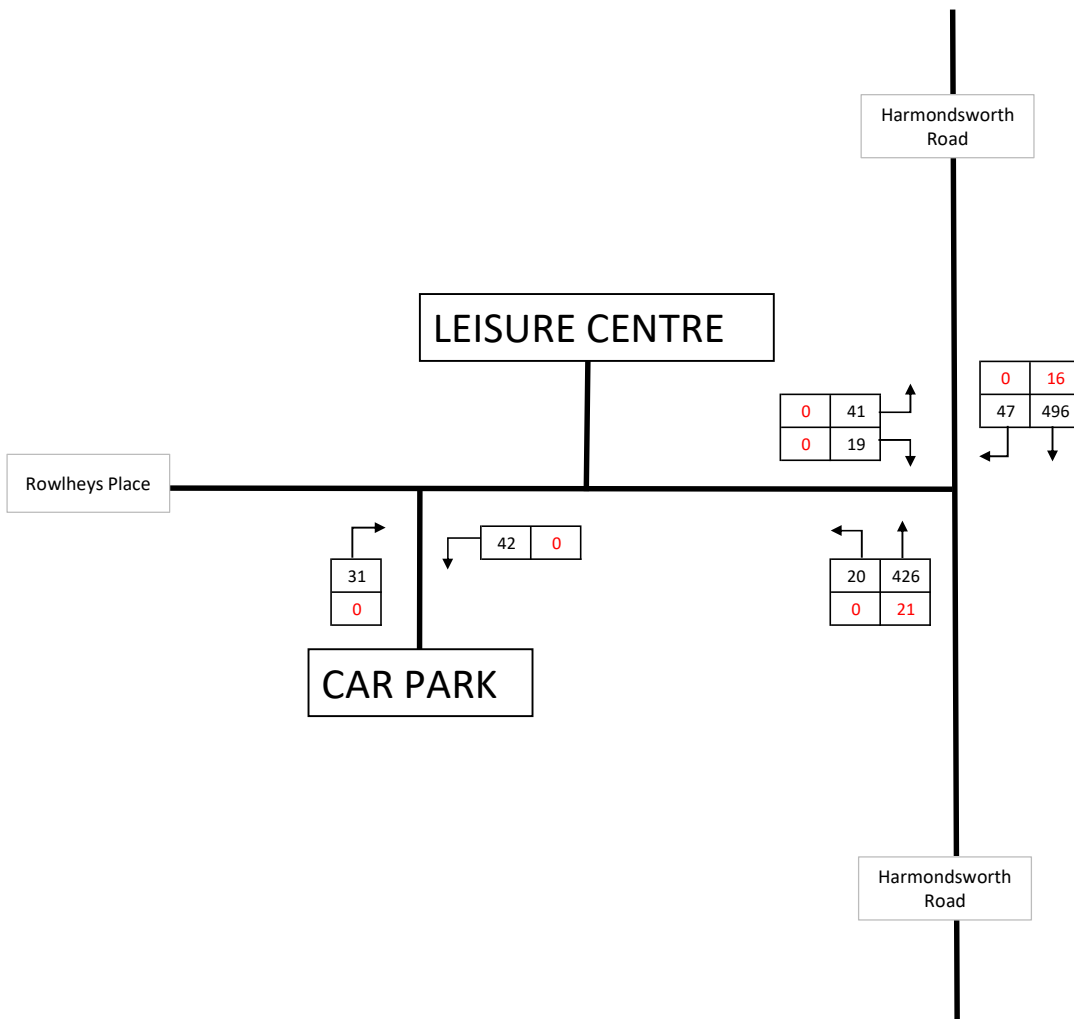 Harmondsworth
Road
LEISURE CENTRE
0 16
47 496
0 41
0 19
Rowlheys Place
42 0
31
0
20 426
0 21
CAR PARK
Harmondsworth
Road